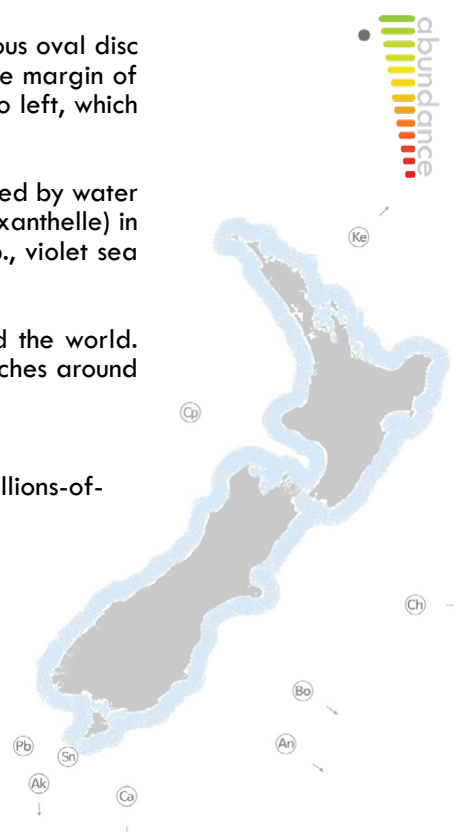 ous oval disc
e margin of
o left, which
ed by water
xanthelle) in
o., violet sea
d the world.
ches around
llions-of-
abundance
Ke
Cp
Ch
Bo
An
Pb
Sn
Ak
Ca